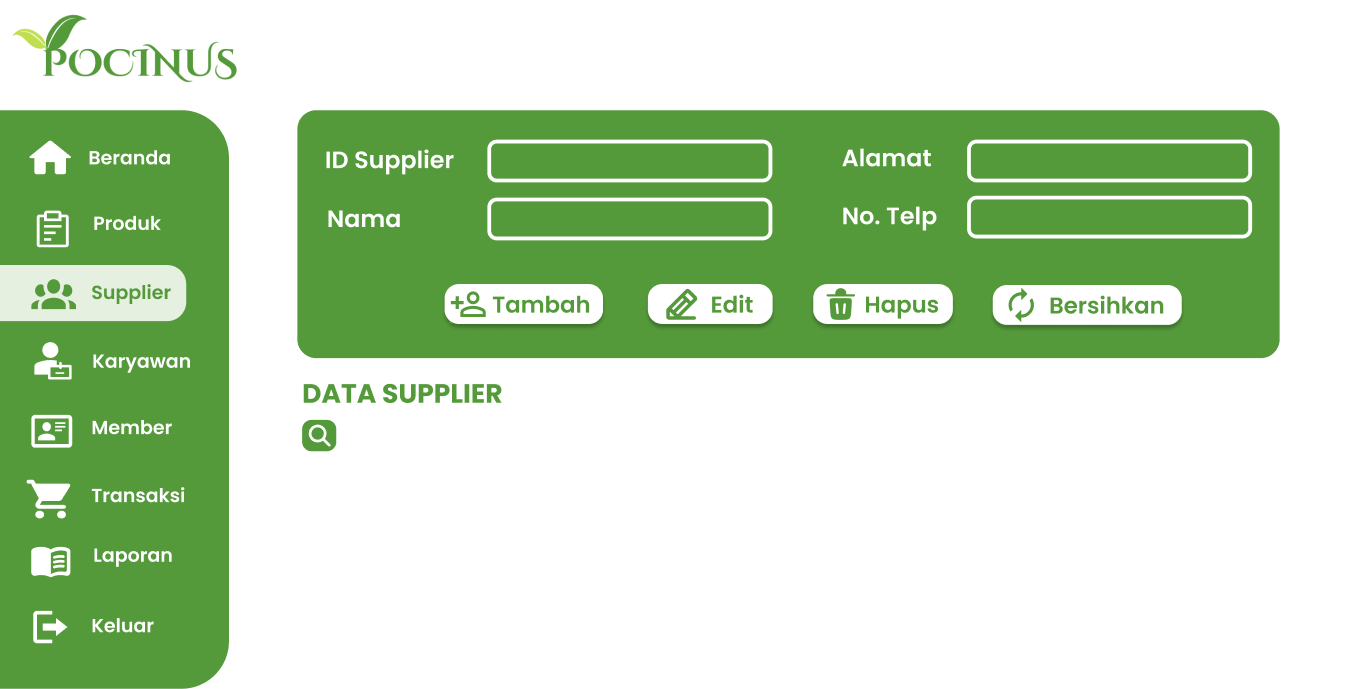 POCINUS
Beranda
Produk
Supplier
Karyawan
Member
Transaksi
Laporan
Keluar
ID Supplier
Alamat
Nama
No. Telp
Tambah
Edit
Hapus
Bersihkan
DATA SUPPLIER